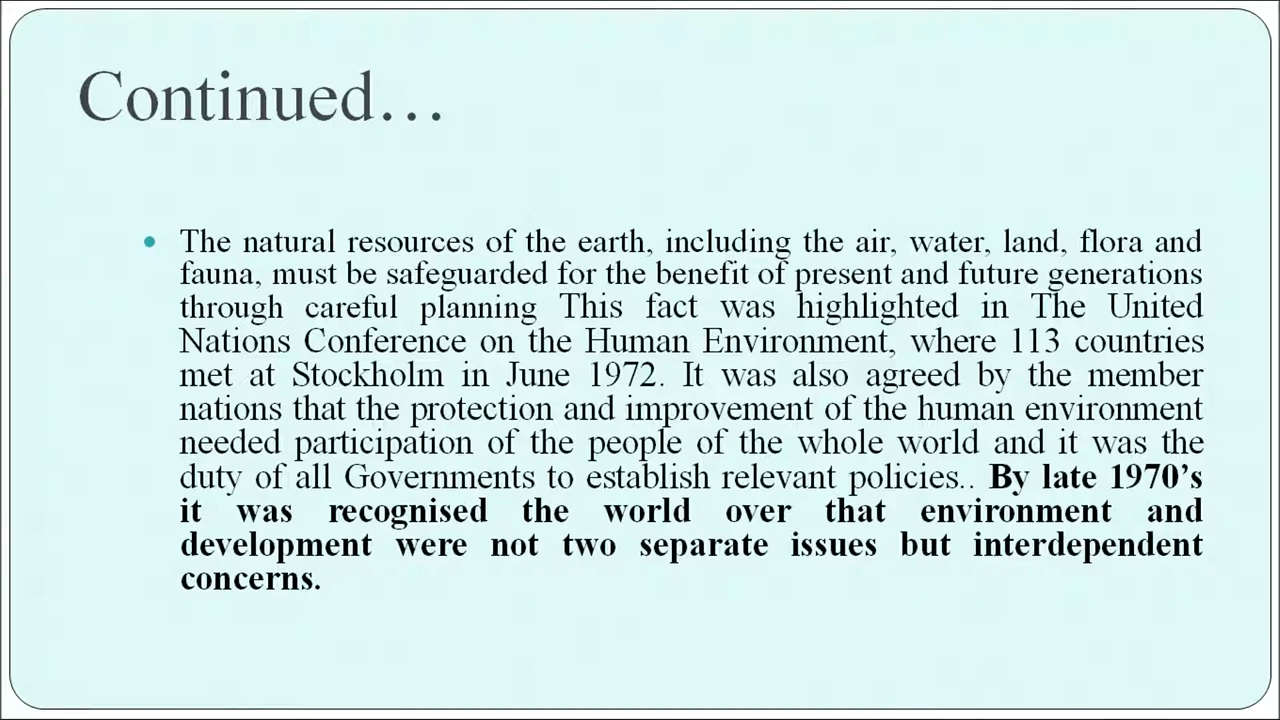 Continued…
• The natural resources of the earth, including the air, water, land, flora and
fauna, must be safeguarded for the benefit of present and future generations
through careful planning This fact was highlighted in The United
Nations Conference on the Human Environment, where 113 countries
met at Stockholm in June 1972. It was also agreed by the member
nations that the protection and improvement of the human environment
needed participation of the people of the whole world and it was the
duty of all Governments to establish relevant policies.. By late 1970’s
it was recognised the world over that environment and
development were not two separate issues but interdependent
concerns.